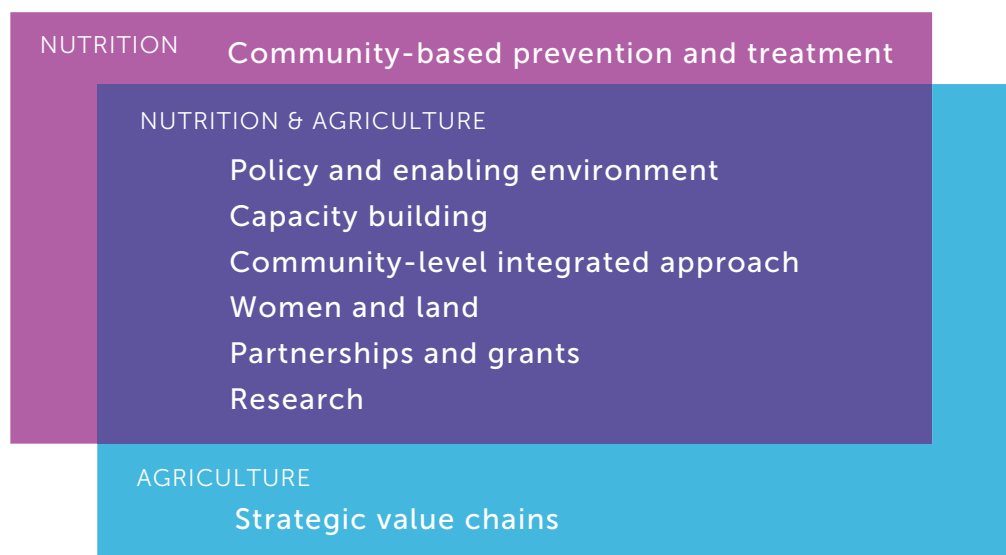 NUTRITION
Community-based prevention and treatment
NUTRITION & AGRICULTURE
Policy and enabling environment
Capacity building
Community-level integrated approach
Women and land
Partnerships and grants
Research
AGRICULTURE
Strategic value chains